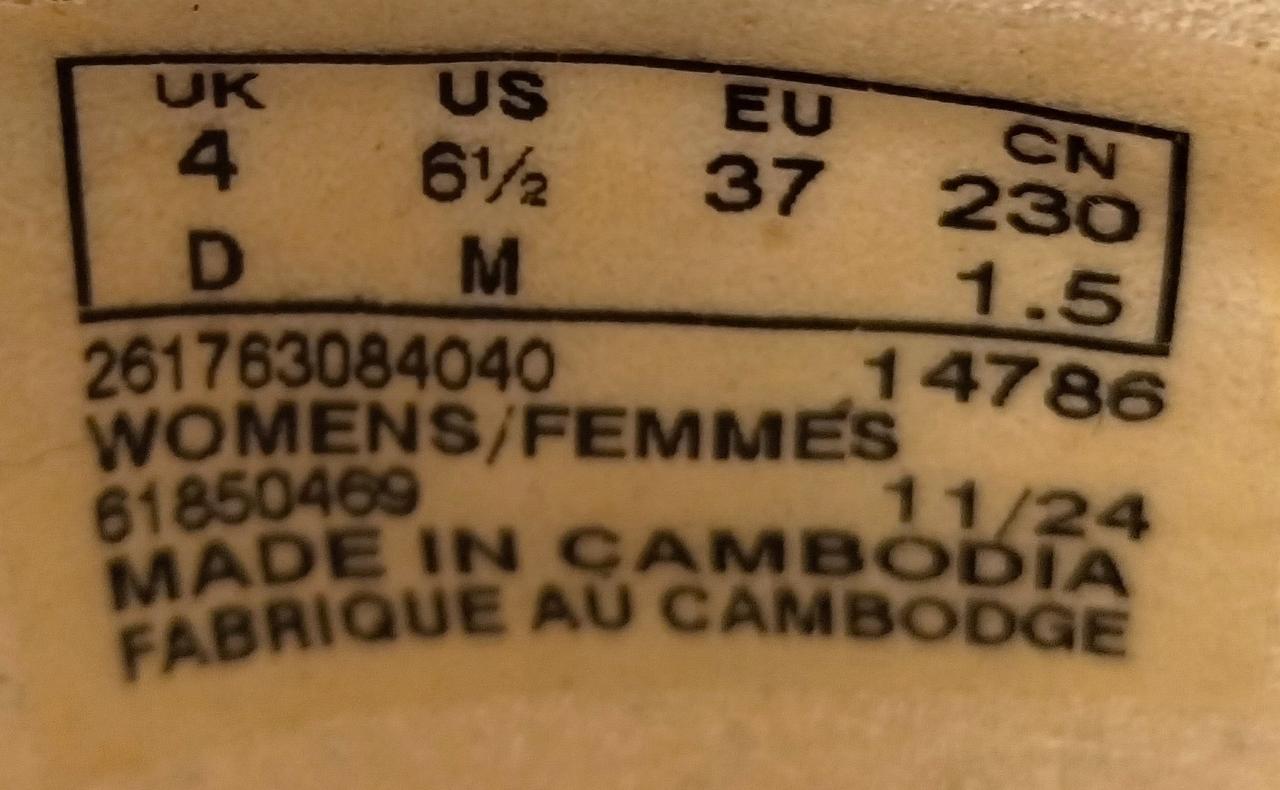 UK US EU CN
4 6½ 37 230
D M 1.5
261763084040 14786
WOMENS/FEMMES
61850469 11/24
MADE IN CAMBODIA
FABRIQUE AU CAMBODGE